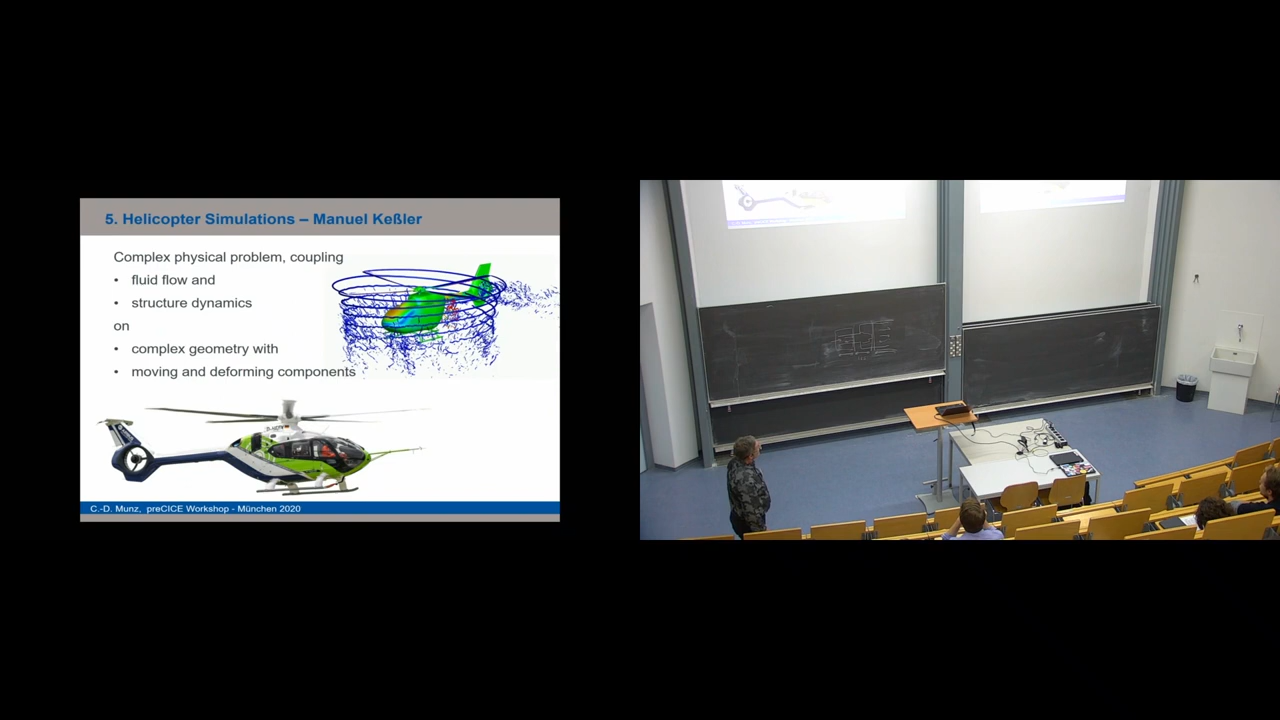 5. Helicopter Simulations – Manuel Keßler
Complex physical problem, coupling
• fluid flow and
• structure dynamics
on
• complex geometry with
• moving and deforming components
C.-D. Munz, preCICE Workshop - München 2020